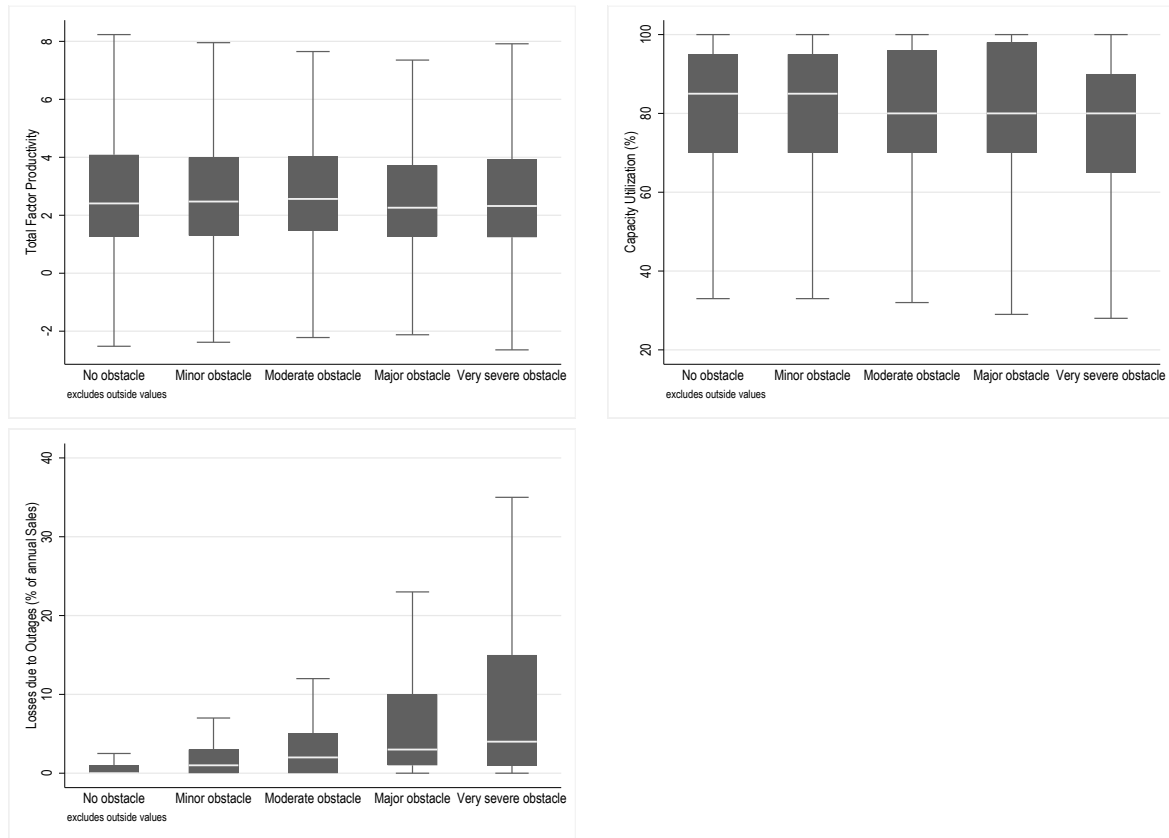 Total Factor Productivity
8
6
4
2
0
-2
No obstacle Minor obstacle Moderate obstacle Major obstacle Very severe obstacle
excludes outside values
Capacity Utilization (%)
100
80
60
40
20
No obstacle Minor obstacle Moderate obstacle Major obstacle Very severe obstacle
excludes outside values
Losses due to Outages (% of annual Sales)
40
30
20
10
0
No obstacle Minor obstacle Moderate obstacle Major obstacle Very severe obstacle
excludes outside values